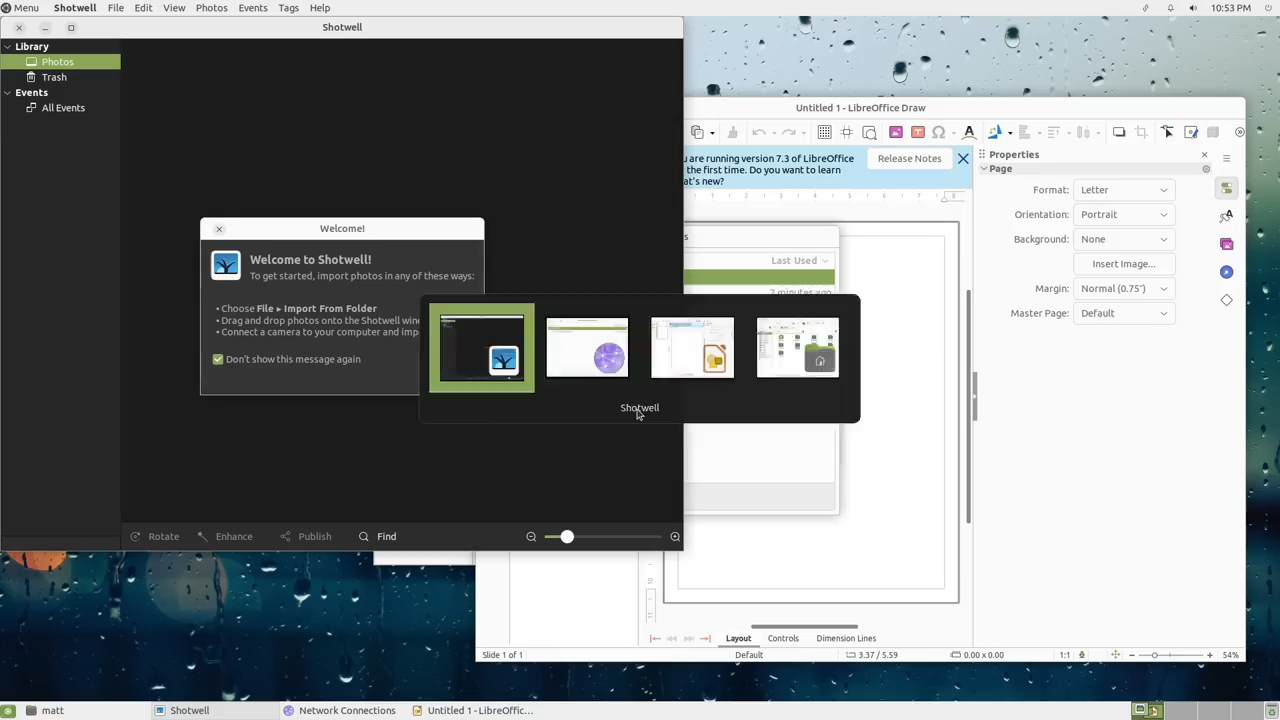 Menu Shotwell File Edit View Photos Events Tags Help 10:53 PM
Shotwell
Library
Photos
Trash
Events
All Events
Untitled 1 - LibreOffice Draw
are running version 7.3 of LibreOffice
the first time. Do you want to learn
at's new?
Release Notes
Properties
Page
Format: Letter
Orientation: Portrait
Background: None
Insert Image...
Margin: Normal (0.75″)
Master Page: Default
Last Used
2 minutes ago
Welcome!
Welcome to Shotwell!
To get started, import photos in any of these ways:
• Choose File ▸ Import From Folder
• Drag and drop photos onto the Shotwell wind
• Connect a camera to your computer and imp
Don't show this message again
Shotwell
Rotate Enhance Publish Find
Layout Controls Dimension Lines
Slide 1 of 1 Default 3.37 / 5.59 0.00 x 0.00 1:1 54%
matt Shotwell Network Connections Untitled 1 - LibreOffic...